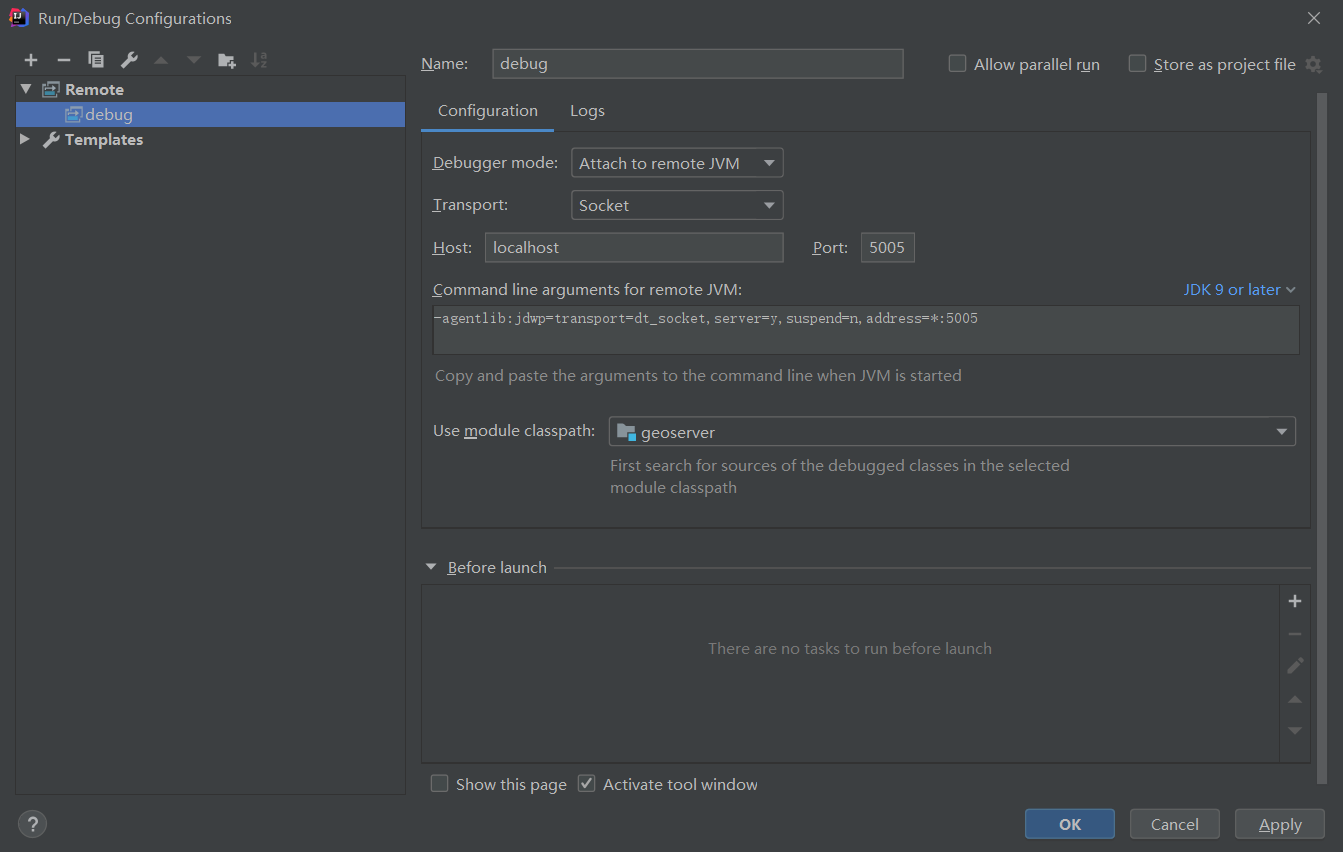 Run/Debug Configurations
Name: debug Allow parallel run Store as project file
Remote
debug
Templates
Configuration Logs
Debugger mode: Attach to remote JVM
Transport: Socket
Host: localhost Port: 5005
Command line arguments for remote JVM: JDK 9 or later
-agentlib:jdwp=transport=dt_socket,server=y,suspend=n,address=*:5005
Copy and paste the arguments to the command line when JVM is started
Use module classpath: geoserver
First search for sources of the debugged classes in the selected
module classpath
Before launch
There are no tasks to run before launch
Show this page Activate tool window
? OK Cancel Apply